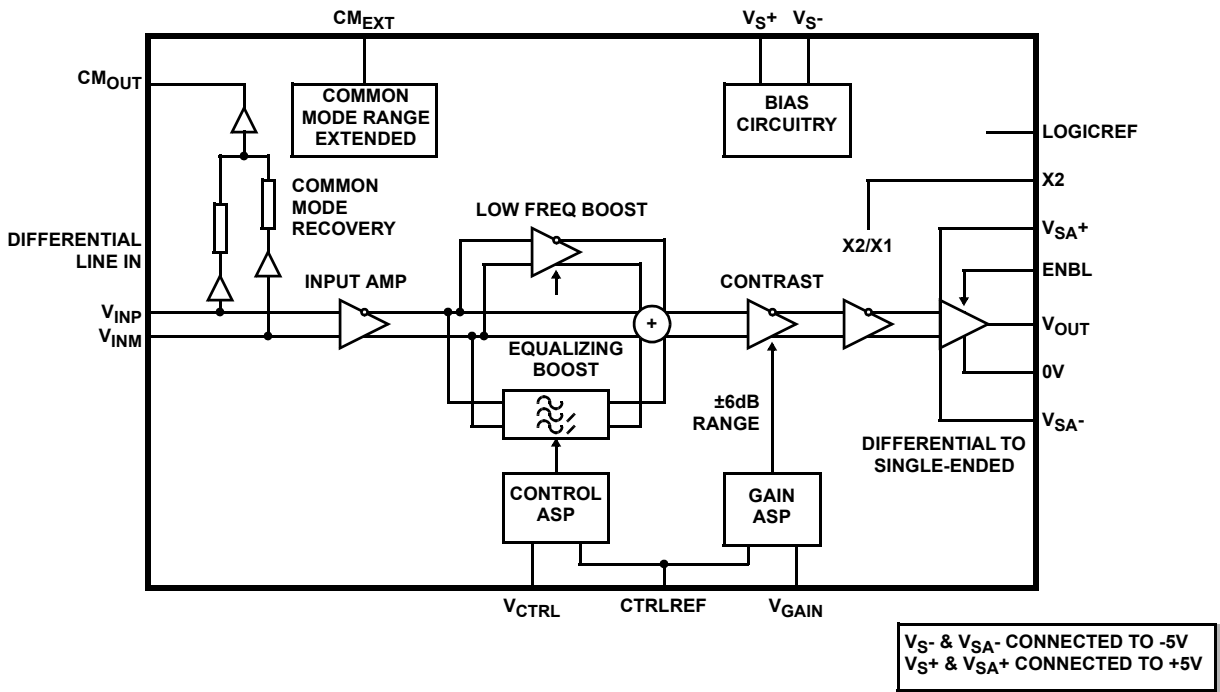 CMEXT
VS+ VS-
CMOUT
COMMON
MODE RANGE
EXTENDED
BIAS
CIRCUITRY
LOGICREF
X2
COMMON
MODE
RECOVERY
LOW FREQ BOOST
X2/X1
VSA+
DIFFERENTIAL
LINE IN
ENBL
INPUT AMP
CONTRAST
VINP
VINM
+
VOUT
EQUALIZING
BOOST
0V
±6dB
RANGE
VSA-
DIFFERENTIAL TO
SINGLE-ENDED
CONTROL
ASP
GAIN
ASP
VCTRL
CTRLREF
VGAIN
VS- & VSA- CONNECTED TO -5V
VS+ & VSA+ CONNECTED TO +5V